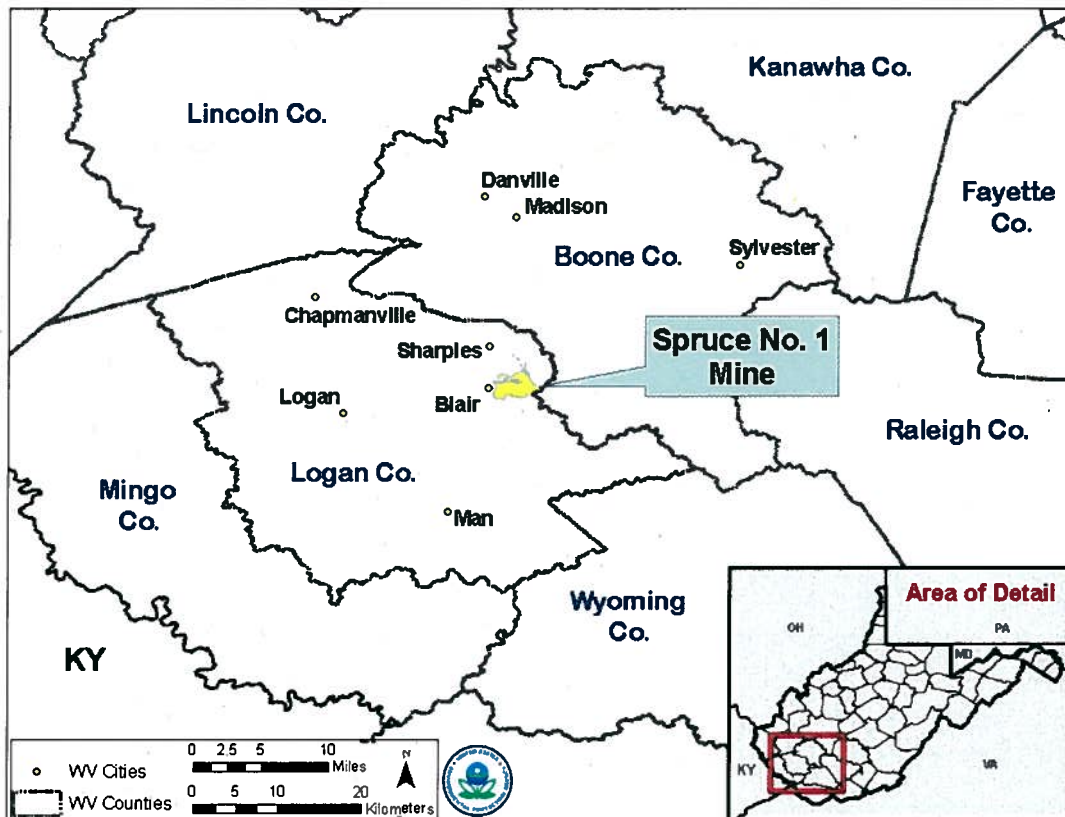 Kanawha Co.
Lincoln Co.
Danville
Madison
Fayette
Co.
Sylvester
Boone Co.
Chapmanville
Spruce No. 1
Mine
Sharples
Blair
Logan
Raleigh Co.
Logan Co.
Mingo
Co.
Man
Wyoming
Co.
KY
Area of Detail
OH
PA
MD
KY
VA
WV Cities
WV Counties
0 2.5 5 10
Miles
0 5 10 20
Kilometers
N